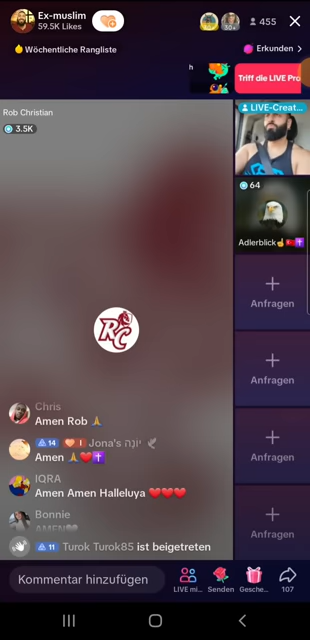 Ex-muslim
59.5K Likes
30+
455
Wöchentliche Rangliste
Erkunden >
h
Triff die LIVE Pro
Rob Christian
3.5K
LIVE-Creat...
64
Adlerblick☝️🇹🇷✝️
Anfragen
Anfragen
Anfragen
Anfragen
RC
Chris
Amen Rob 🙏
14 I Jona's יוֹנָה 🕊
Amen 🙏❤️✝️
IQRA
Amen Amen Halleluya ❤️❤️❤️
Bonnie
AMEN🖤
11 Turok Turok85 ist beigetreten
Kommentar hinzufügen
LIVE mi...
Senden
Gesche...
107